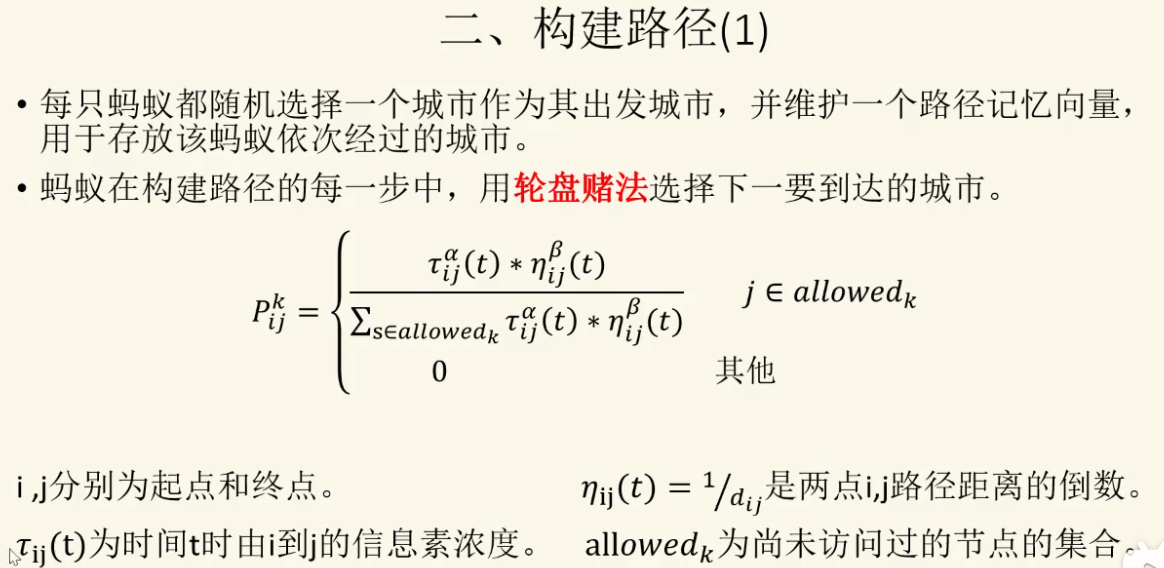 二、构建路径(1)
• 每只蚂蚁都随机选择一个城市作为其出发城市，并维护一个路径记忆向量，
用于存放该蚂蚁依次经过的城市。
• 蚂蚁在构建路径的每一步中，用轮盘赌法选择下一要到达的城市。
$P_{ij}^{k} = \begin{cases} \frac{\tau_{ij}^{\alpha}(t) * \eta_{ij}^{\beta}(t)}{\sum_{s \in allowed_k} \tau_{ij}^{\alpha}(t) * \eta_{ij}^{\beta}(t)} & j \in allowed_k \\ 0 & 其他 \end{cases}$
i ,j分别为起点和终点。 $\eta_{ij}(t) = 1/d_{ij}$是两点i,j路径距离的倒数。
$\tau_{ij}$(t)为时间t时由i到j的信息素浓度。 $allowed_k$为尚未访问过的节点的集合。